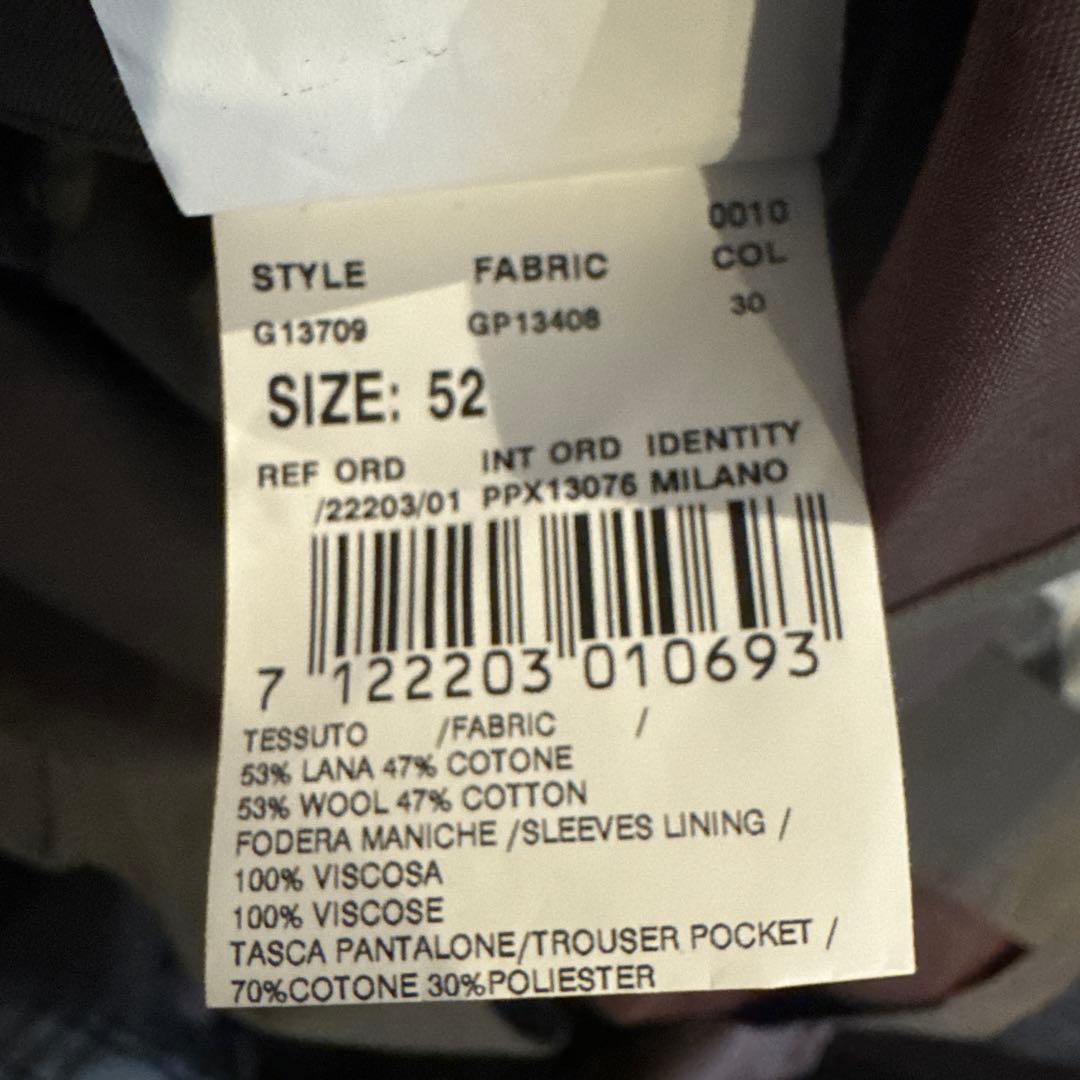 0010
STYLE FABRIC COL
G13709 GP13408 30
SIZE: 52
REF ORD INT ORD IDENTITY
/22203/01 PPX13076 MILANO
7 122203 010693
TESSUTO /FABRIC /
53% LANA 47% COTONE
53% WOOL 47% COTTON
FODERA MANICHE /SLEEVES LINING /
100% VISCOSA
100% VISCOSE
TASCA PANTALONE/TROUSER POCKET /
70%COTONE 30%POLIESTER